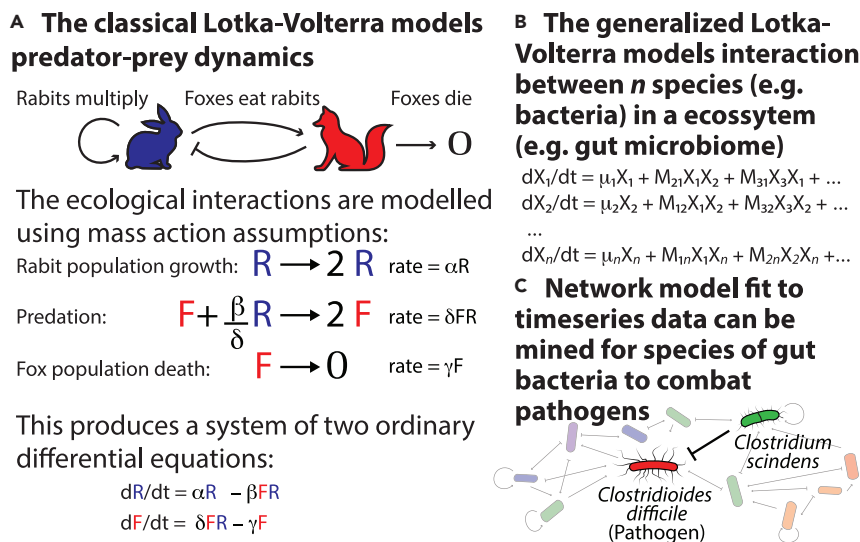 A The classical Lotka-Volterra models
predator-prey dynamics
Rabits multiply Foxes eat rabits Foxes die
O
The ecological interactions are modelled
using mass action assumptions:
Rabbit population growth: R → 2 R rate = αR
Predation: F + β/δ R → 2 F rate = δFR
Fox population death: F → 0 rate = γF
This produces a system of two ordinary
differential equations:
dR/dt = αR − βFR
dF/dt = δFR − γF
B The generalized Lotka-
Volterra models interaction
between n species (e.g.
bacteria) in a ecossytem
(e.g. gut microbiome)
dX₁/dt = μ₁X₁ + M₂₁X₁X₂ + M₃₁X₃X₁ + ...
dX₂/dt = μ₂X₂ + M₁₂X₁X₂ + M₃₂X₃X₂ + ...
...
dXₙ/dt = μₙXₙ + M₁ₙX₁Xₙ + M₂ₙX₂Xₙ +...
C Network model fit to
timeseries data can be
mined for species of gut
bacteria to combat
pathogens
Clostridium
scindens
Clostridioides
difficile
(Pathogen)